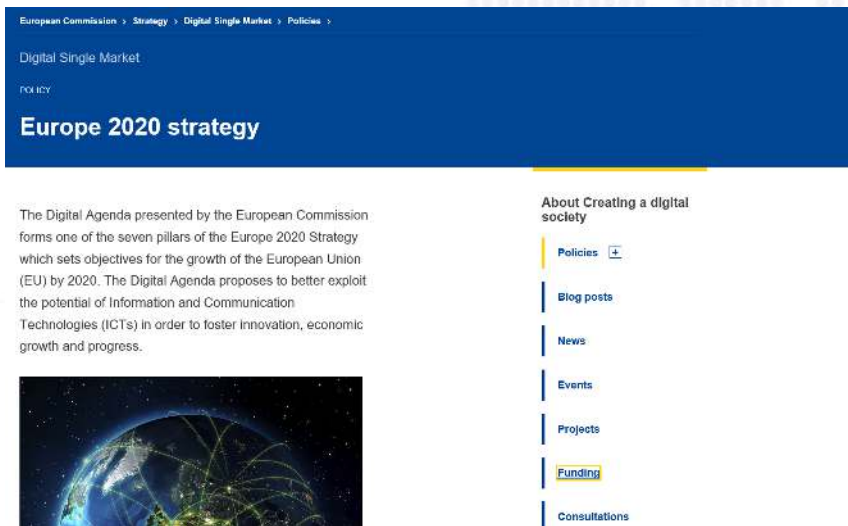 European Commission > Strategy > Digital Single Market > Policies >
Digital Single Market
POLICY
Europe 2020 strategy
The Digital Agenda presented by the European Commission
forms one of the seven pillars of the Europe 2020 Strategy
which sets objectives for the growth of the European Union
(EU) by 2020. The Digital Agenda proposes to better exploit
the potential of Information and Communication
Technologies (ICTs) in order to foster innovation, economic
growth and progress.
About Creating a digital
society
Policies +
Blog posts
News
Events
Projects
Funding
Consultations